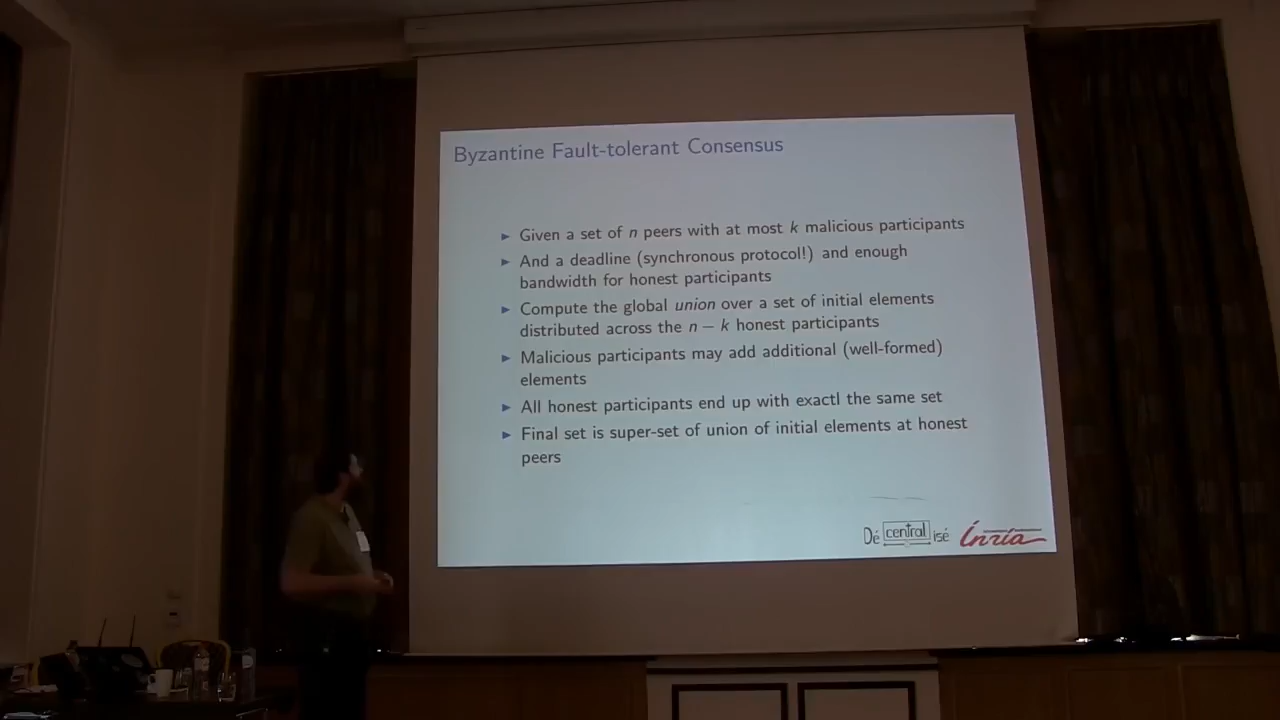 Byzantine Fault-tolerant Consensus
► Given a set of n peers with at most k malicious participants
► And a deadline (synchronous protocol!) and enough
bandwidth for honest participants
► Compute the global union over a set of initial elements
distributed across the n − k honest participants
► Malicious participants may add additional (well-formed)
elements
► All honest participants end up with exactl the same set
► Final set is super-set of union of initial elements at honest
peers
Dé central isé Inria